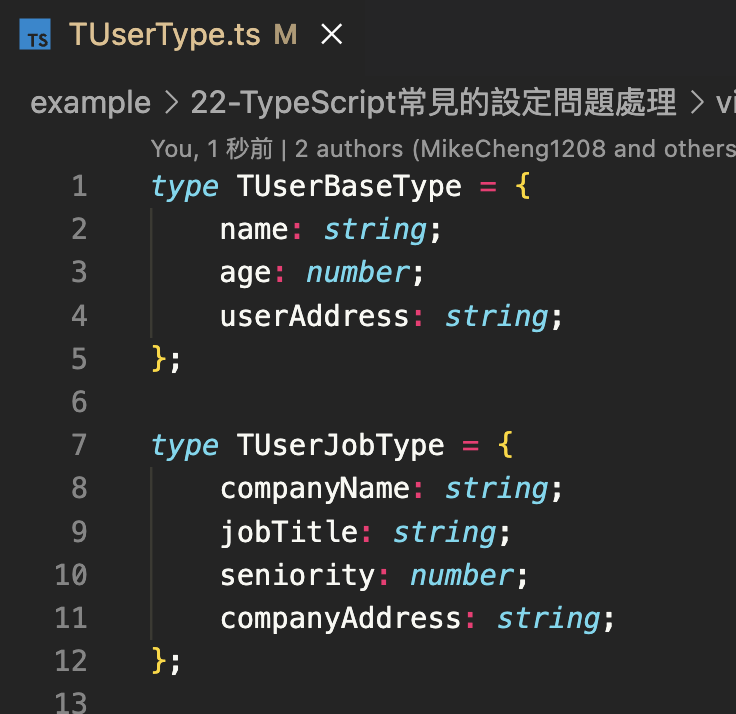 TS TUserType.ts M ×
example > 22-TypeScript常見的設定問題處理 > vi
You, 1 秒前 | 2 authors (MikeCheng1208 and others
1 type TUserBaseType = {
2 name: string;
3 age: number;
4 userAddress: string;
5 };
6
7 type TUserJobType = {
8 companyName: string;
9 jobTitle: string;
10 seniority: number;
11 companyAddress: string;
12 };
13